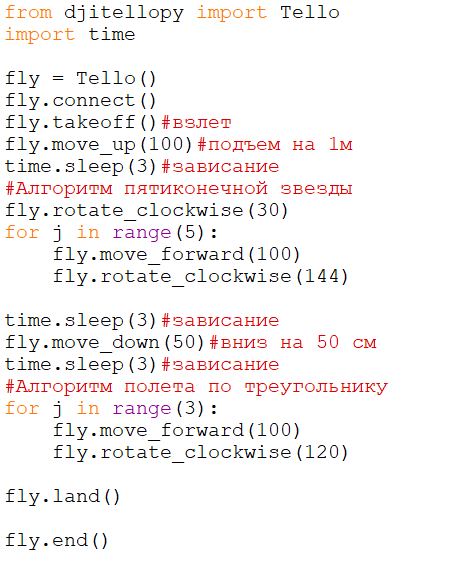 from djitellopy import Tello
import time

fly = Tello()
fly.connect()
fly.takeoff()#взлет
fly.move_up(100)#подъем на 1м
time.sleep(3)#зависание
#Алгоритм пятиконечной звезды
fly.rotate_clockwise(30)
for j in range(5):
    fly.move_forward(100)
    fly.rotate_clockwise(144)

time.sleep(3)#зависание
fly.move_down(50)#вниз на 50 см
time.sleep(3)#зависание
#Алгоритм полета по треугольнику
for j in range(3):
    fly.move_forward(100)
    fly.rotate_clockwise(120)

fly.land()

fly.end()